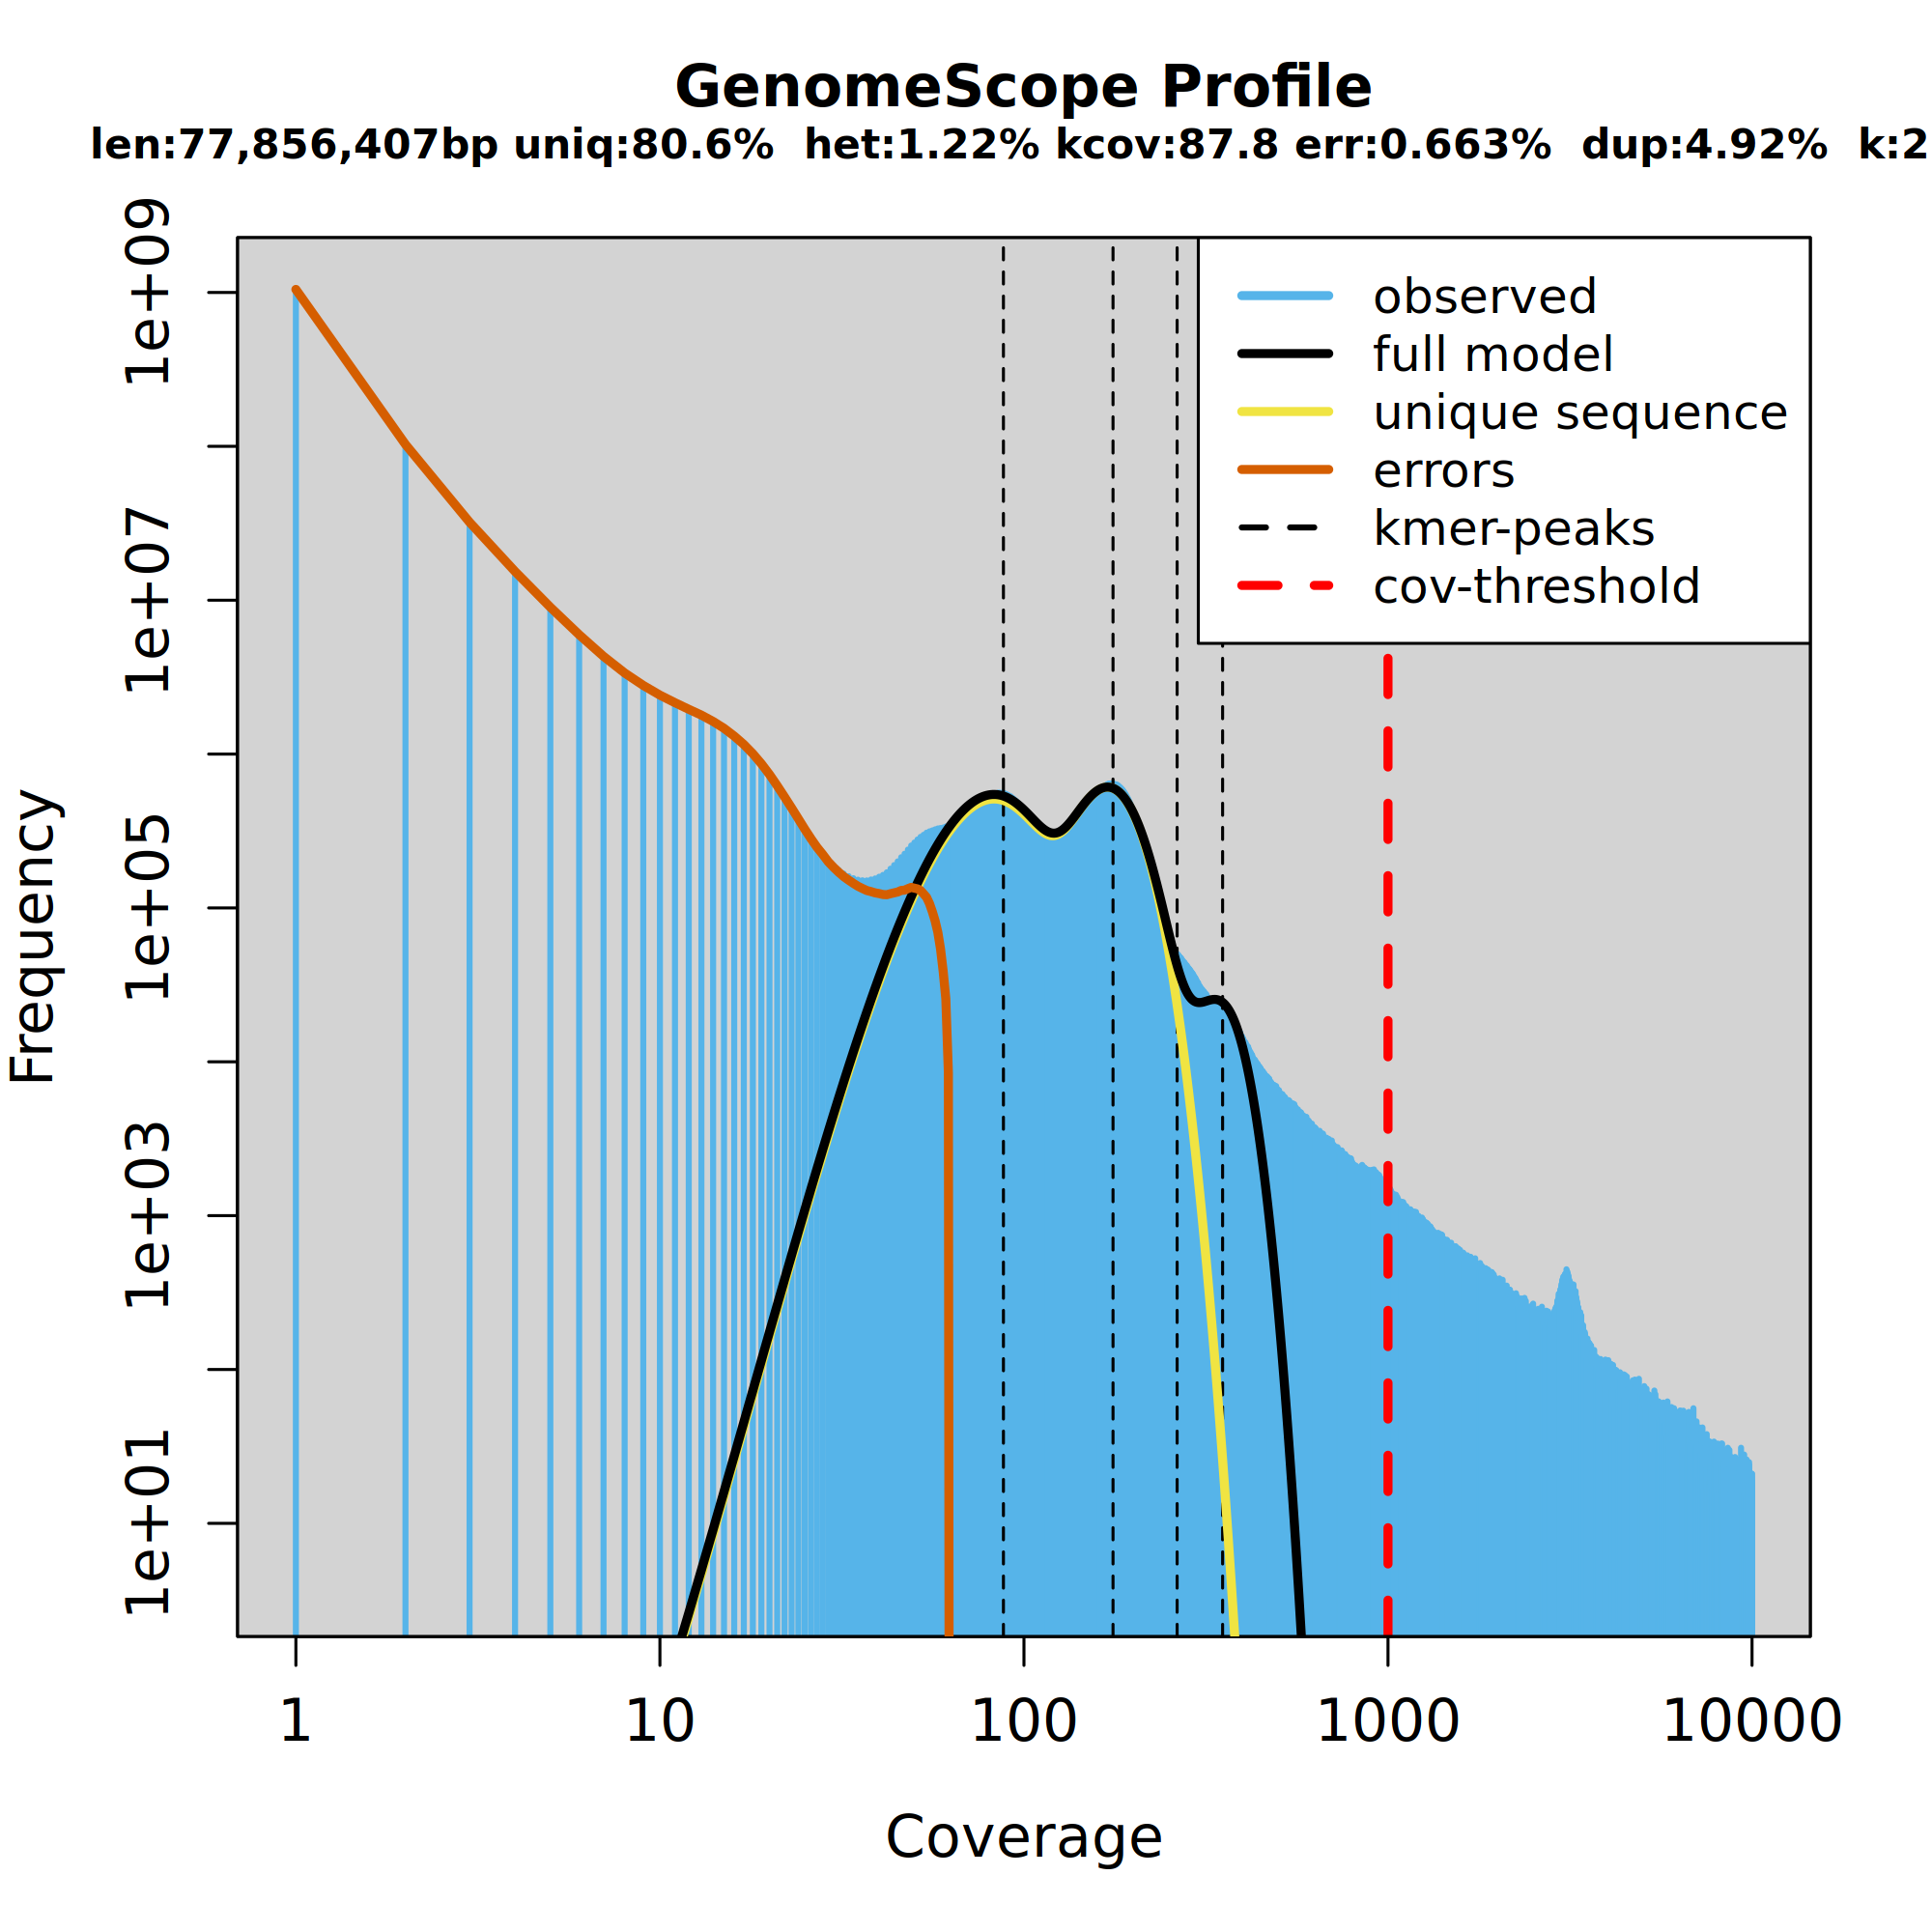 GenomeScope Profile
len:77,856,407bp uniq:80.6% het:1.22% kcov:87.8 err:0.663% dup:4.92% k:2
observed
full model
unique sequence
errors
kmer-peaks
cov-threshold
Frequency
1e+09
1e+07
1e+05
1e+03
1e+01
1 10 100 1000 10000
Coverage